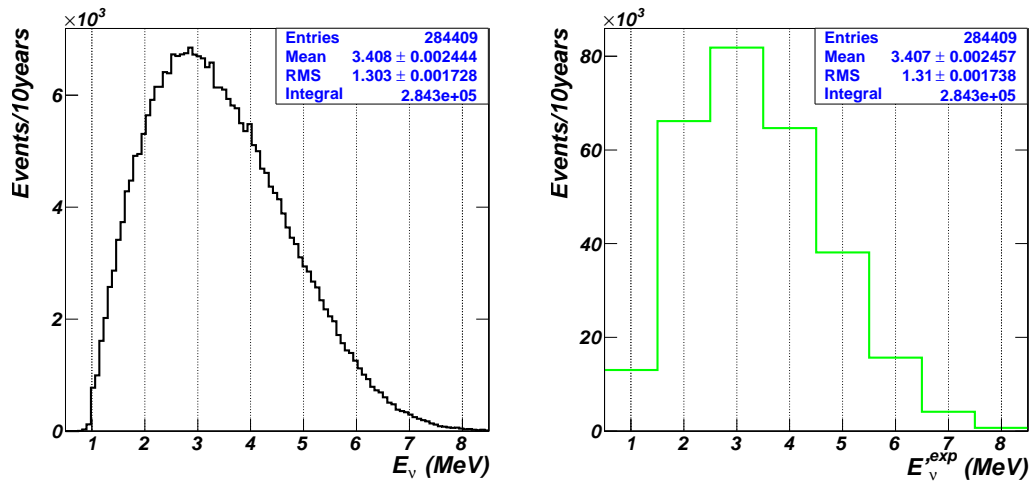 ×10³
Events/10years
Entries 284409
Mean 3.408 ± 0.002444
RMS 1.303 ± 0.001728
Integral 2.843e+05
6
4
2
0
1 2 3 4 5 6 7 8
E_ν (MeV)
×10³
Events/10years
Entries 284409
Mean 3.407 ± 0.002457
RMS 1.31 ± 0.001738
Integral 2.843e+05
80
60
40
20
0
1 2 3 4 5 6 7 8
E'_ν^exp (MeV)